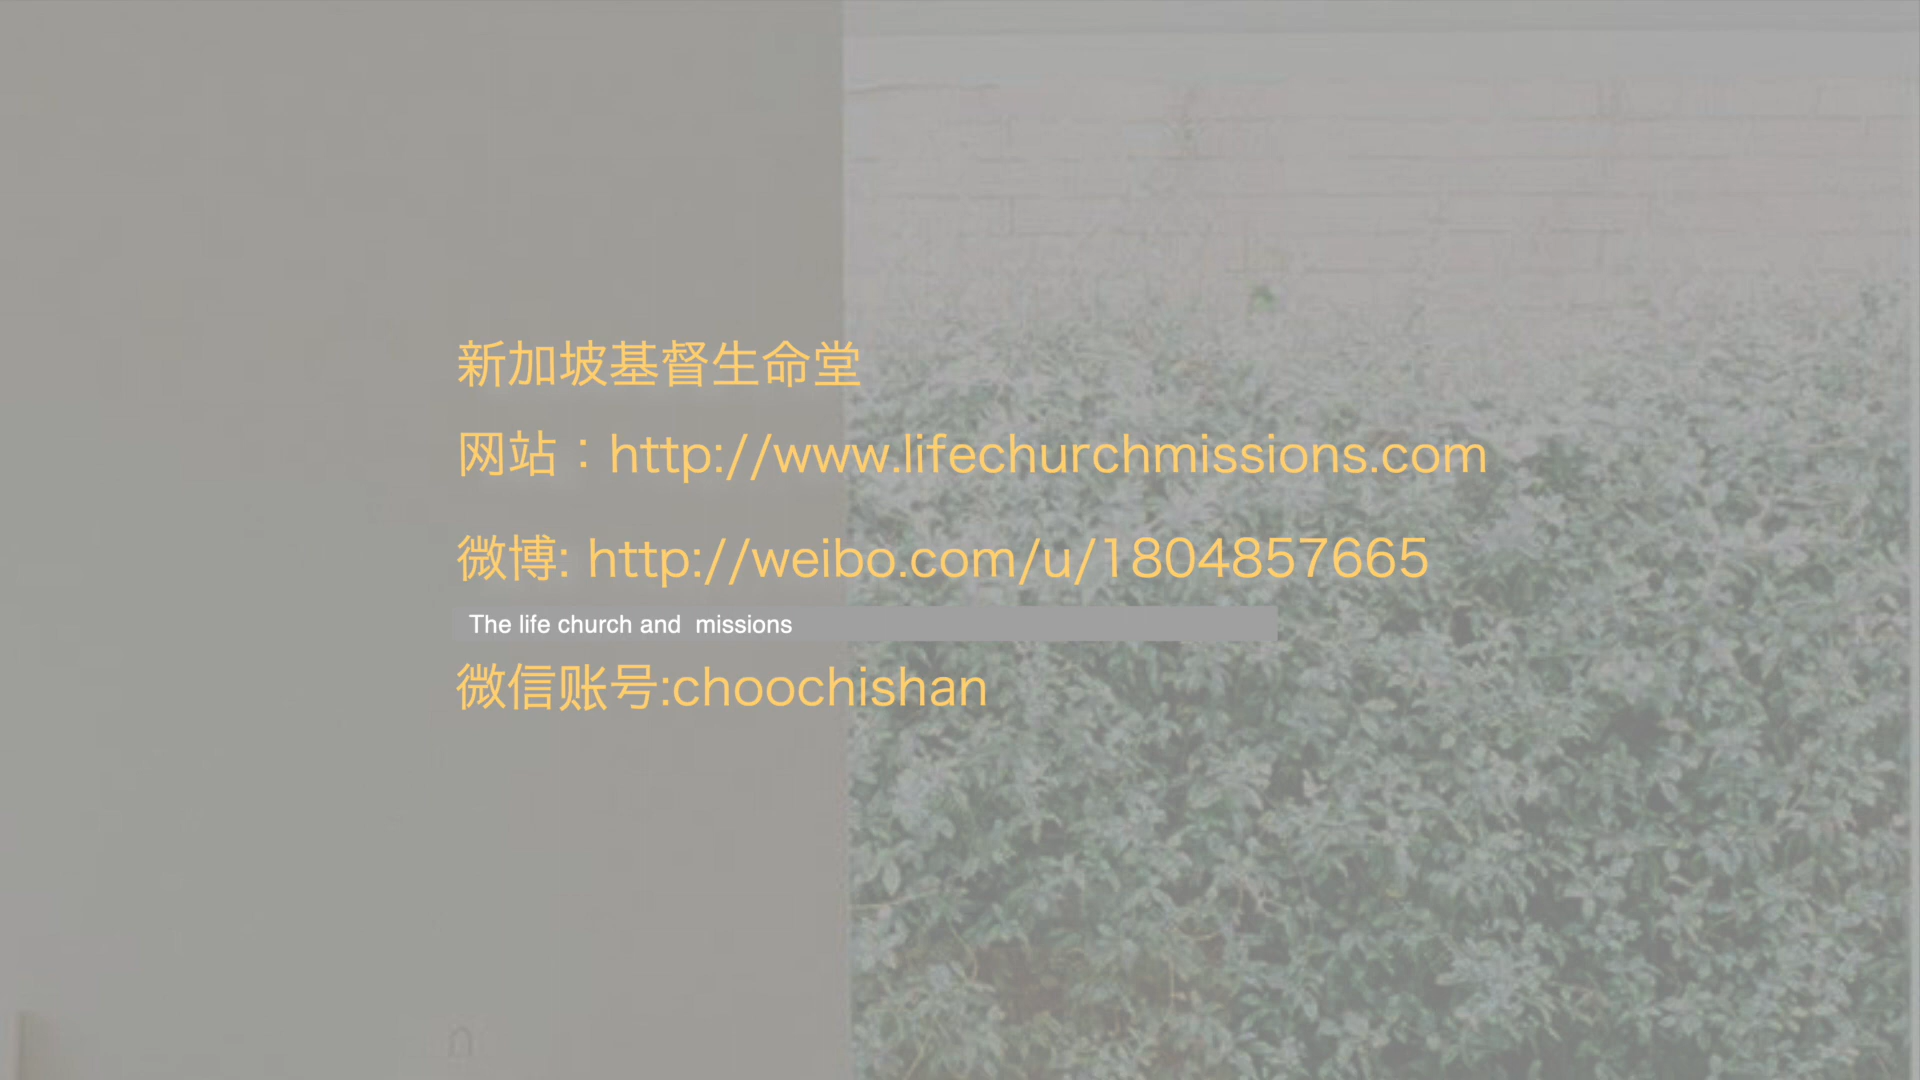 新加坡基督生命堂
网站：http://www.lifechurchmissions.com
微博: http://weibo.com/u/1804857665
The life church and  missions
微信账号:choochishan